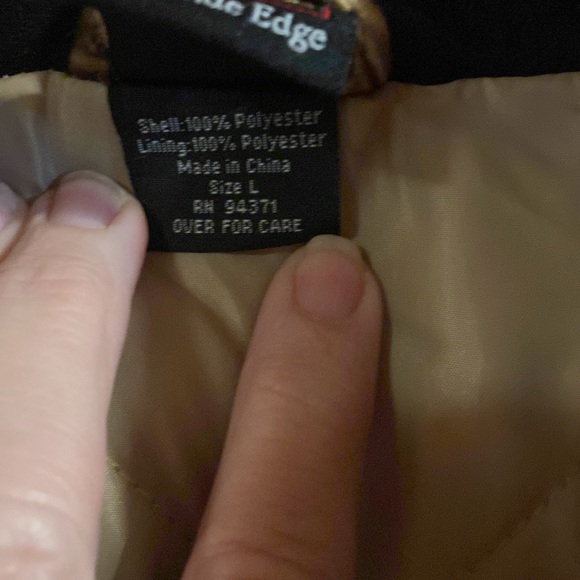 Edge
Shell:100% Polyester
Lining:100% Polyester
Made in China
Size L
RN 94371
OVER FOR CARE